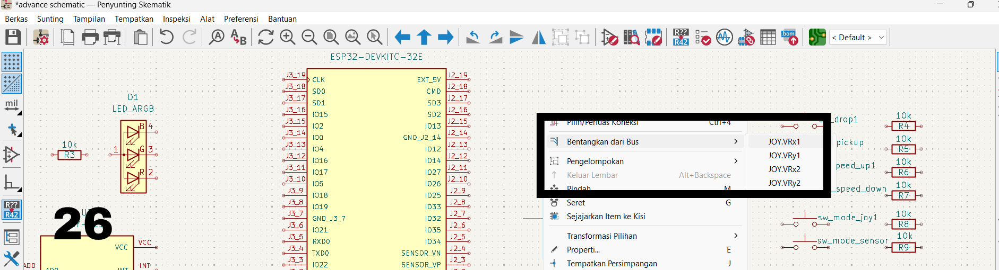 *advance schematic — Penyunting Skematik
Berkas Sunting Tampilan Tempatkan Inspeksi Alat Preferensi Bantuan
A
A B
R??
R42
.bom
< Default >
mil
R??
R42
ESP32-DEVKITC-32E
J3_19 CLK EXT_5V J2_19
J3_18 SD0 CMD J2_18
J3_17 SD1 SD3 J2_17
J3_16 IO15 SD2 J2_16
J3_15 IO2 IO13 J2_15
J3_14 IO0 GND_J2_14 J2_14
J3_13 IO4 IO12 J2_13
J3_12 IO16 IO14 J2_12
J3_11 IO17 IO27 J2_11
J3_10 IO5 IO26 J2_10
J3_9 IO18 IO25 J2_9
J3_8 IO19 IO33 J2_8
J3_7 GND_J3_7 IO32 J2_7
J3_6 IO21 IO35 J2_6
J3_5 RXD0 IO34 J2_5
J3_4 TXD0 SENSOR_VN J2_4
J3_3 IO22 SENSOR_VP J2_3
D1
LED_ARGB
B 4
1 G 3
R 2
10k
R3
26
VCC VCC
INT
AD0
AD0 INT
Pilih/Perluas Koneksi Ctrl+4
Bentangkan dari Bus
Pengelompokan
Keluar Lembar Alt+Backspace
Pindah M
Seret G
Sejajarkan Item ke Kisi
Transformasi Pilihan
Properti... E
Tempatkan Persimpangan J
JOY.VRx1
JOY.VRy1
JOY.VRx2
JOY.VRy2
_drop1
10k
R4
pickup
10k
R5
peed_up1
10k
R6
_speed_down
10k
R7
sw_mode_joy1
10k
R8
sw_mode_sensor
10k
R9